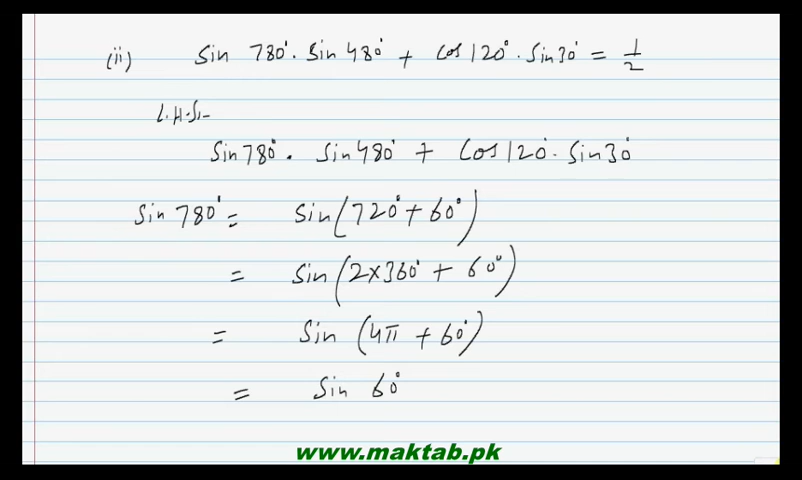 (ii) Sin 780°. Sin 480° + Cos 120°. Sin 30° = 1/2
L.H.S:-
Sin 780°. Sin 480° + Cos 120°. Sin 30°
Sin 780° = Sin(720° + 60°)
= Sin(2×360° + 60°)
= Sin (4π + 60°)
= Sin 60°
www.maktab.pk